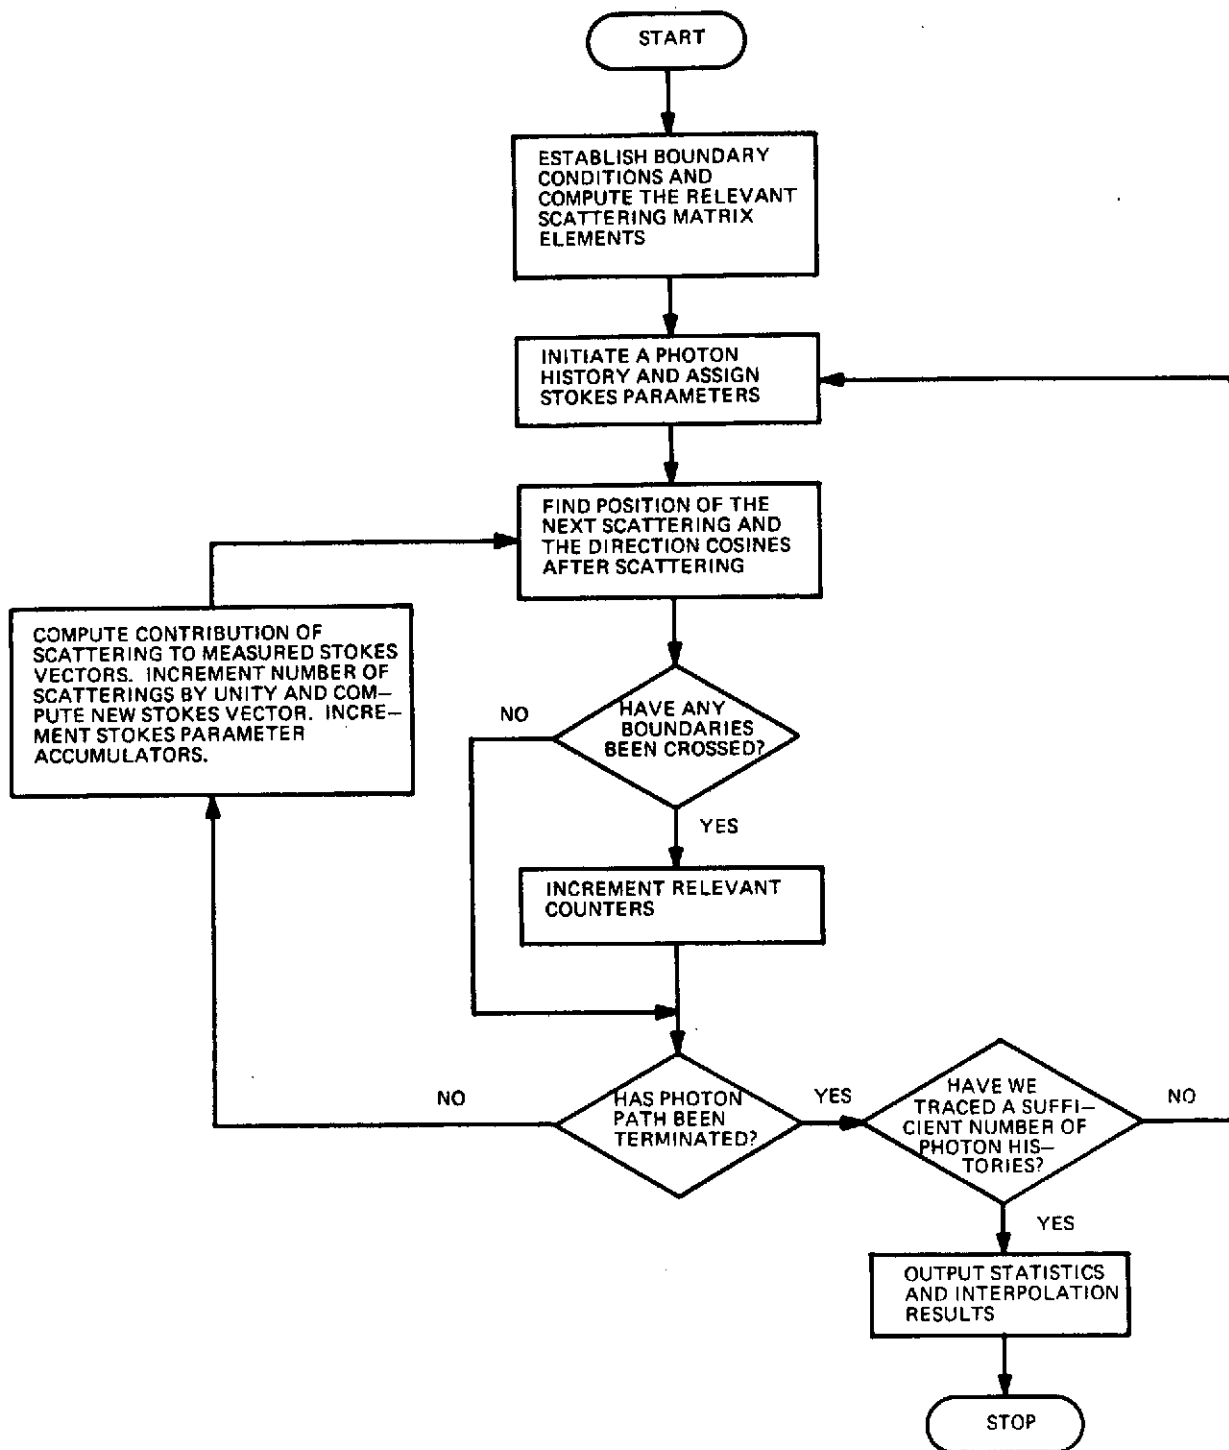 START
ESTABLISH BOUNDARY
CONDITIONS AND
COMPUTE THE RELEVANT
SCATTERING MATRIX
ELEMENTS
INITIATE A PHOTON
HISTORY AND ASSIGN
STOKES PARAMETERS
FIND POSITION OF THE
NEXT SCATTERING AND
THE DIRECTION COSINES
AFTER SCATTERING
COMPUTE CONTRIBUTION OF
SCATTERING TO MEASURED STOKES
VECTORS. INCREMENT NUMBER OF
SCATTERINGS BY UNITY AND COM–
PUTE NEW STOKES VECTOR. INCRE–
MENT STOKES PARAMETER
ACCUMULATORS.
NO
HAVE ANY
BOUNDARIES
BEEN CROSSED?
YES
INCREMENT RELEVANT
COUNTERS
NO
HAS PHOTON
PATH BEEN
TERMINATED?
YES
HAVE WE
TRACED A SUFFI–
CIENT NUMBER OF
PHOTON HIS–
TORIES?
NO
YES
OUTPUT STATISTICS
AND INTERPOLATION
RESULTS
STOP